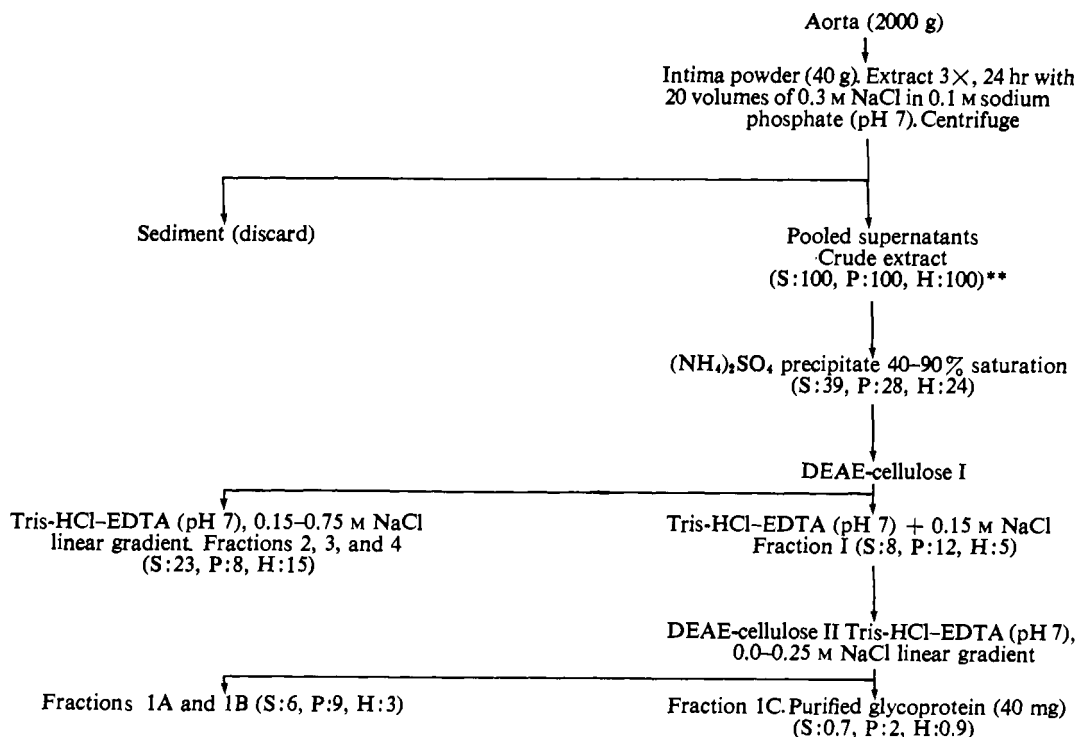 Aorta (2000 g)
Intima powder (40 g). Extract 3×, 24 hr with
20 volumes of 0.3 M NaCl in 0.1 M sodium
phosphate (pH 7). Centrifuge
Sediment (discard)
Pooled supernatants
Crude extract
(S:100, P:100, H:100)**
(NH₄)₂SO₄ precipitate 40–90% saturation
(S:39, P:28, H:24)
DEAE-cellulose I
Tris-HCl–EDTA (pH 7), 0.15–0.75 M NaCl
linear gradient. Fractions 2, 3, and 4
(S:23, P:8, H:15)
Tris-HCl–EDTA (pH 7) + 0.15 M NaCl
Fraction I (S:8, P:12, H:5)
DEAE-cellulose II Tris-HCl–EDTA (pH 7),
0.0–0.25 M NaCl linear gradient
Fractions 1A and 1B (S:6, P:9, H:3)
Fraction 1C. Purified glycoprotein (40 mg)
(S:0.7, P:2, H:0.9)